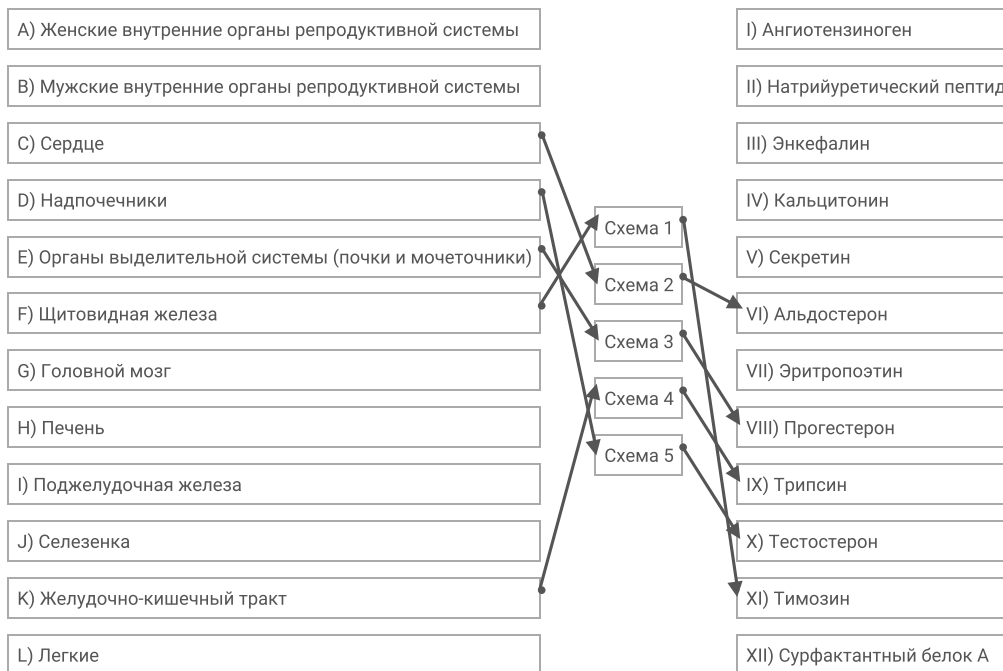 A) Женские внутренние органы репродуктивной системы
B) Мужские внутренние органы репродуктивной системы
C) Сердце
D) Надпочечники
E) Органы выделительной системы (почки и мочеточники)
F) Щитовидная железа
G) Головной мозг
H) Печень
I) Поджелудочная железа
J) Селезенка
K) Желудочно-кишечный тракт
L) Легкие
Схема 1
Схема 2
Схема 3
Схема 4
Схема 5
I) Ангиотензиноген
II) Натрийуретический пептид
III) Энкефалин
IV) Кальцитонин
V) Секретин
VI) Альдостерон
VII) Эритропоэтин
VIII) Прогестерон
IX) Трипсин
X) Тестостерон
XI) Тимозин
XII) Сурфактантный белок А